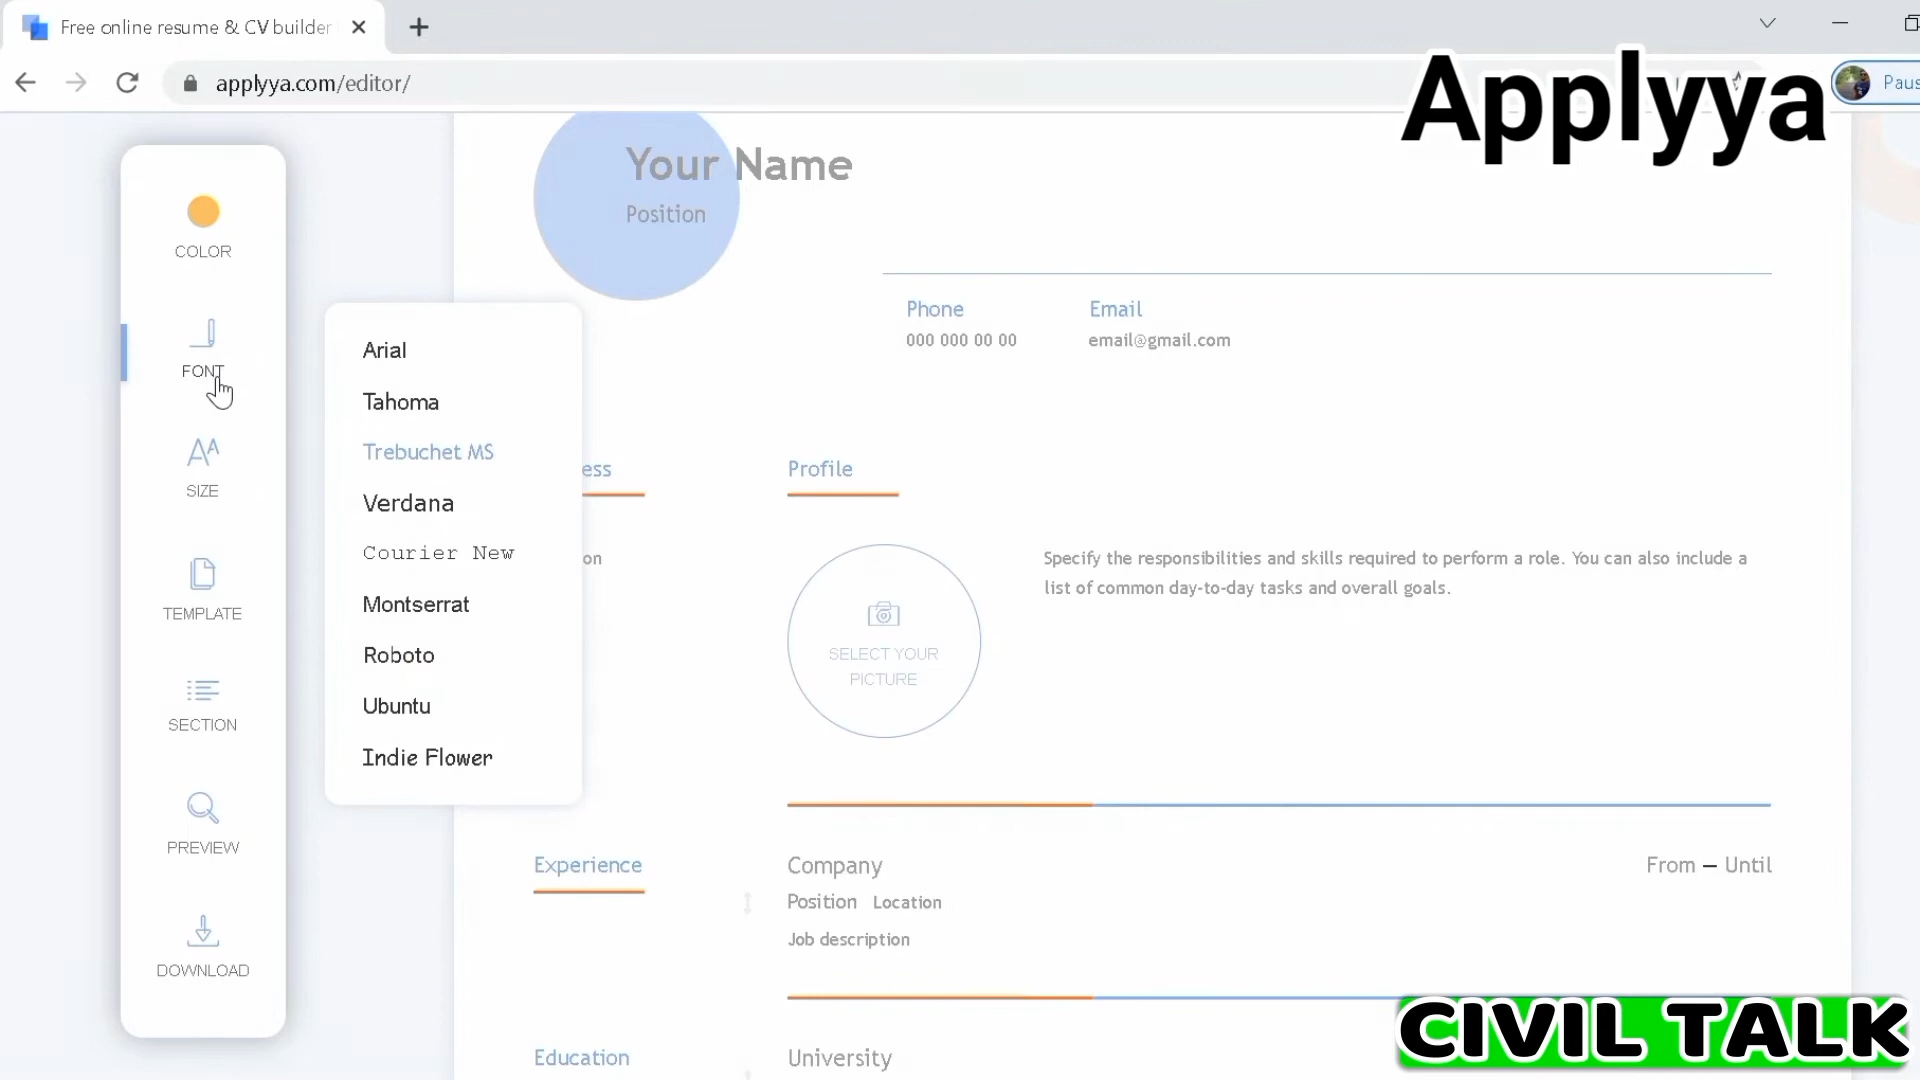 Free online resume & CV builder
applyya.com/editor/
Paus
Applyya
COLOR
FONT
SIZE
TEMPLATE
SECTION
PREVIEW
DOWNLOAD
Arial
Tahoma
Trebuchet MS
Verdana
Courier New
Montserrat
Roboto
Ubuntu
Indie Flower
Your Name
Position
Phone
000 000 00 00
Email
email@gmail.com
ess
on
Profile
SELECT YOUR
PICTURE
Specify the responsibilities and skills required to perform a role. You can also include a
list of common day-to-day tasks and overall goals.
Experience
Company
From — Until
Position Location
Job description
Education
University
CIVIL TALK